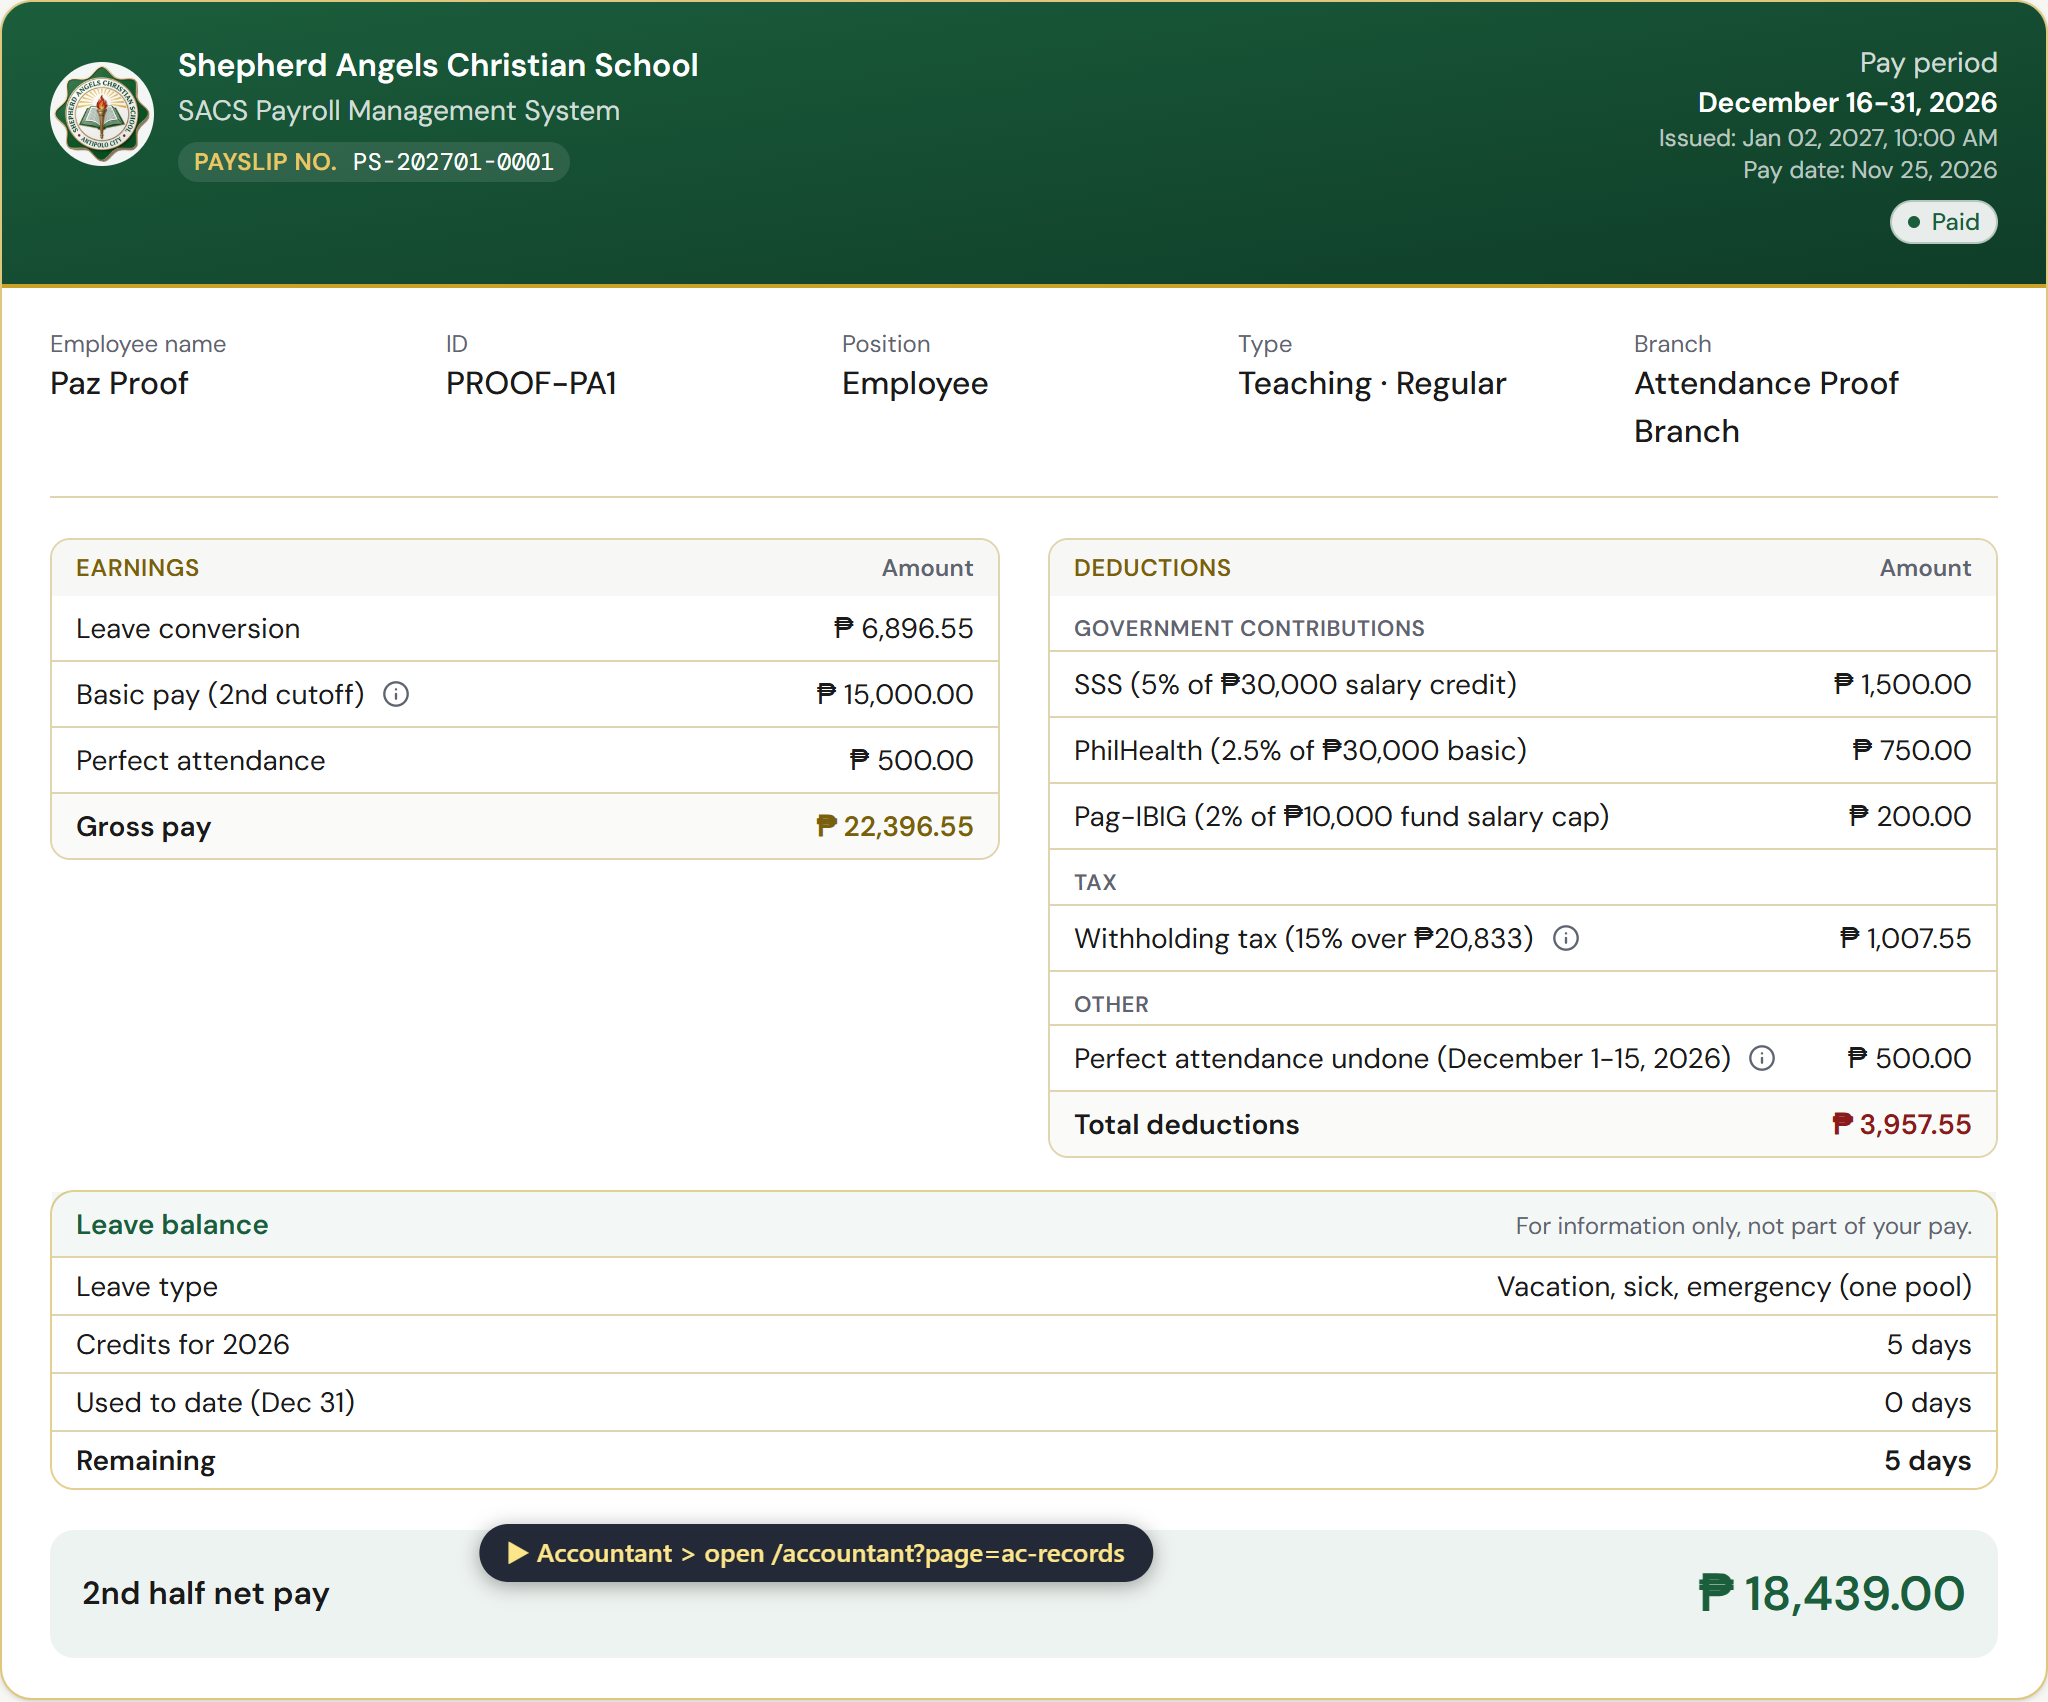 SHEPHERD ANGELS CHRISTIAN SCHOOL
• ANTIPOLO CITY •
Shepherd Angels Christian School
SACS Payroll Management System
PAYSLIP NO. PS-202701-0001
Pay period
December 16-31, 2026
Issued: Jan 02, 2027, 10:00 AM
Pay date: Nov 25, 2026
Paid
Employee name
Paz Proof
ID
PROOF-PA1
Position
Employee
Type
Teaching · Regular
Branch
Attendance Proof
Branch
EARNINGS Amount
Leave conversion ₱ 6,896.55
Basic pay (2nd cutoff) ₱ 15,000.00
Perfect attendance ₱ 500.00
Gross pay ₱ 22,396.55
DEDUCTIONS Amount
GOVERNMENT CONTRIBUTIONS
SSS (5% of ₱30,000 salary credit) ₱ 1,500.00
PhilHealth (2.5% of ₱30,000 basic) ₱ 750.00
Pag-IBIG (2% of ₱10,000 fund salary cap) ₱ 200.00
TAX
Withholding tax (15% over ₱20,833) ₱ 1,007.55
OTHER
Perfect attendance undone (December 1-15, 2026) ₱ 500.00
Total deductions ₱ 3,957.55
Leave balance For information only, not part of your pay.
Leave type Vacation, sick, emergency (one pool)
Credits for 2026 5 days
Used to date (Dec 31) 0 days
Remaining 5 days
▶ Accountant > open /accountant?page=ac-records
2nd half net pay ₱ 18,439.00